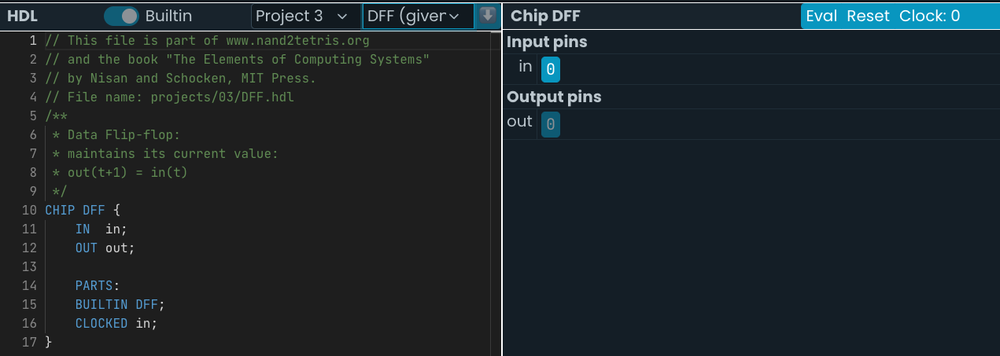 HDL Builtin Project 3 DFF (giver
1 // This file is part of www.nand2tetris.org
2 // and the book "The Elements of Computing Systems"
3 // by Nisan and Schocken, MIT Press.
4 // File name: projects/03/DFF.hdl
5 /**
6  * Data Flip-flop:
7  * maintains its current value:
8  * out(t+1) = in(t)
9  */
10 CHIP DFF {
11     IN  in;
12     OUT out;
13
14     PARTS:
15     BUILTIN DFF;
16     CLOCKED in;
17 }
Chip DFF Eval Reset Clock: 0
Input pins
in 0
Output pins
out 0